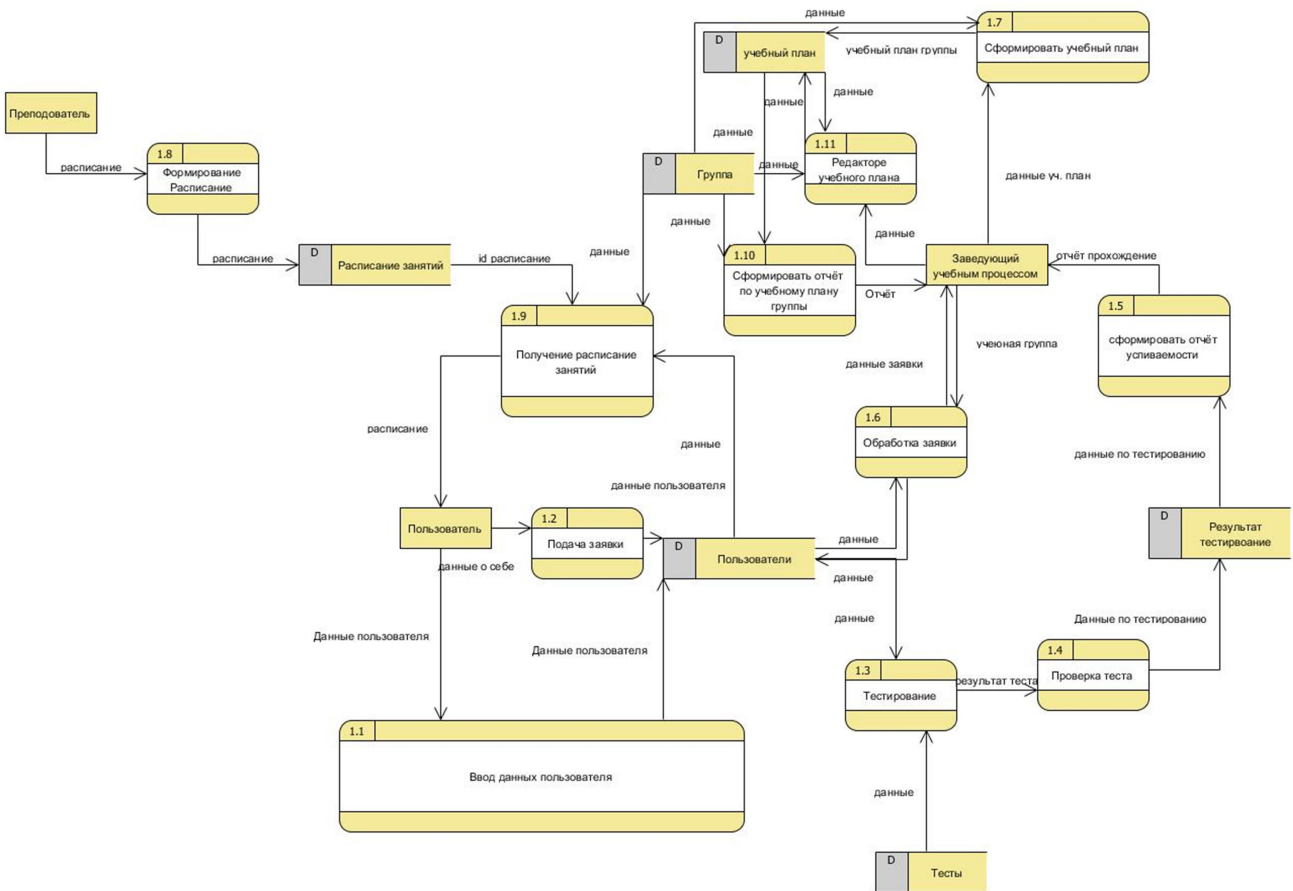 данные
1.7
D
учебный план
учебный план группы
Сформировать учебный план
Преподователь
данные
данные
данные
1.8
Формирование
Расписание
расписание
1.11
Редакторе
учебного плана
D
Группа
данные
данные уч. план
данные
данные
расписание
D
Расписание занятий
id расписание
данные
1.10
Сформировать отчёт
по учебному плану
группы
Отчёт
Заведующий
учебным процессом
отчёт прохождение
1.9
Получение расписание
занятий
1.5
сформировать отчёт
успиваемости
учеюная группа
данные заявки
расписание
данные
1.6
Обработка заявки
данные по тестированию
данные пользователя
Пользователь
1.2
Подача заявки
D
Пользователи
данные
D
Результат
тестирвоание
данные о себе
данные
данные
Данные по тестированию
Данные пользователя
Данные пользователя
1.3
Тестирование
результат теста
1.4
Проверка теста
1.1
Ввод данных пользователя
данные
D
Тесты